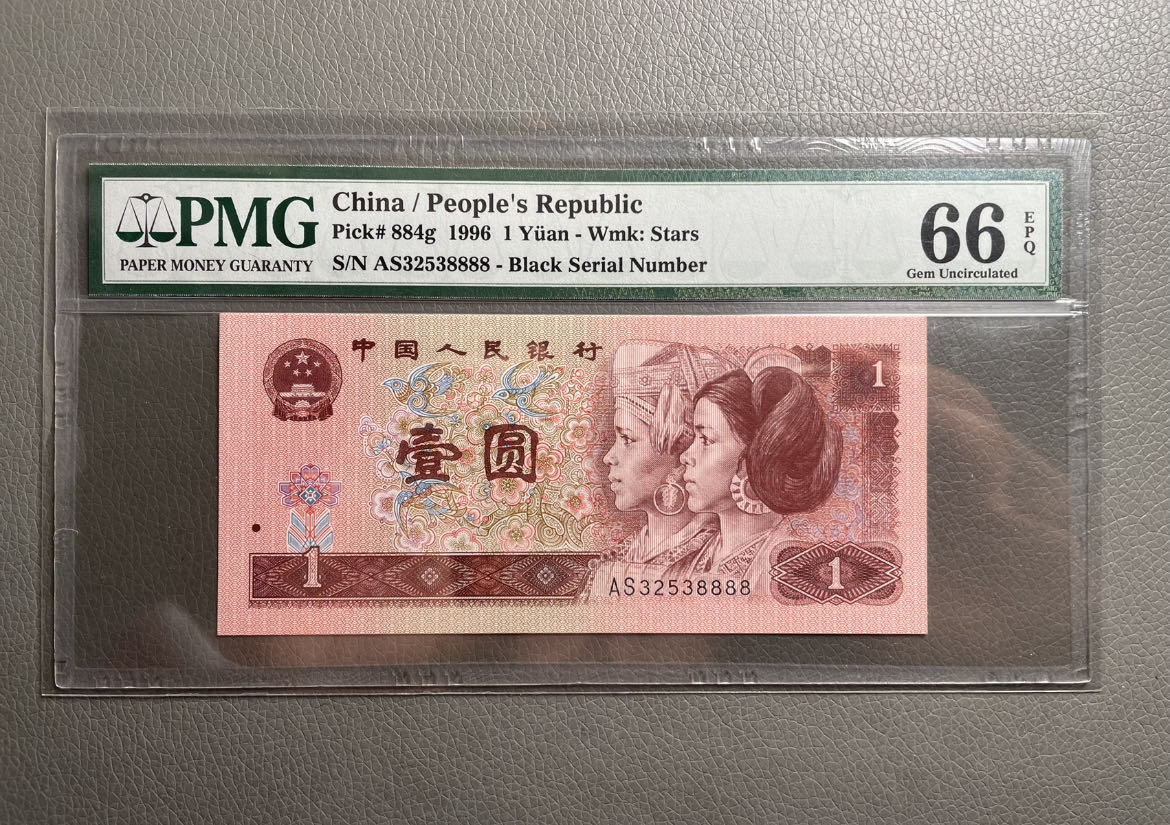 PMG
PAPER MONEY GUARANTY
China / People's Republic
Pick# 884g 1996 1 Yüan - Wmk: Stars
S/N AS32538888 - Black Serial Number
66
EPQ
Gem Uncirculated
中国人民银行
1
壹圆
1
AS32538888
1